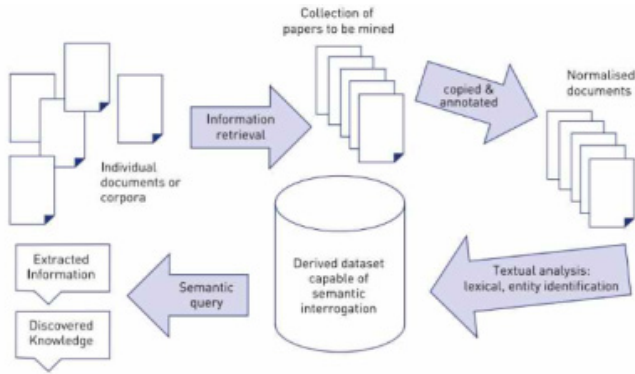 Collection of
papers to be mined
copied &
annotated
Normalised
documents
Information
retrieval
Individual
documents or
corpora
Extracted
Information
Discovered
Knowledge
Semantic
query
Derived dataset
capable of
semantic
interrogation
Textual analysis:
lexical, entity identification